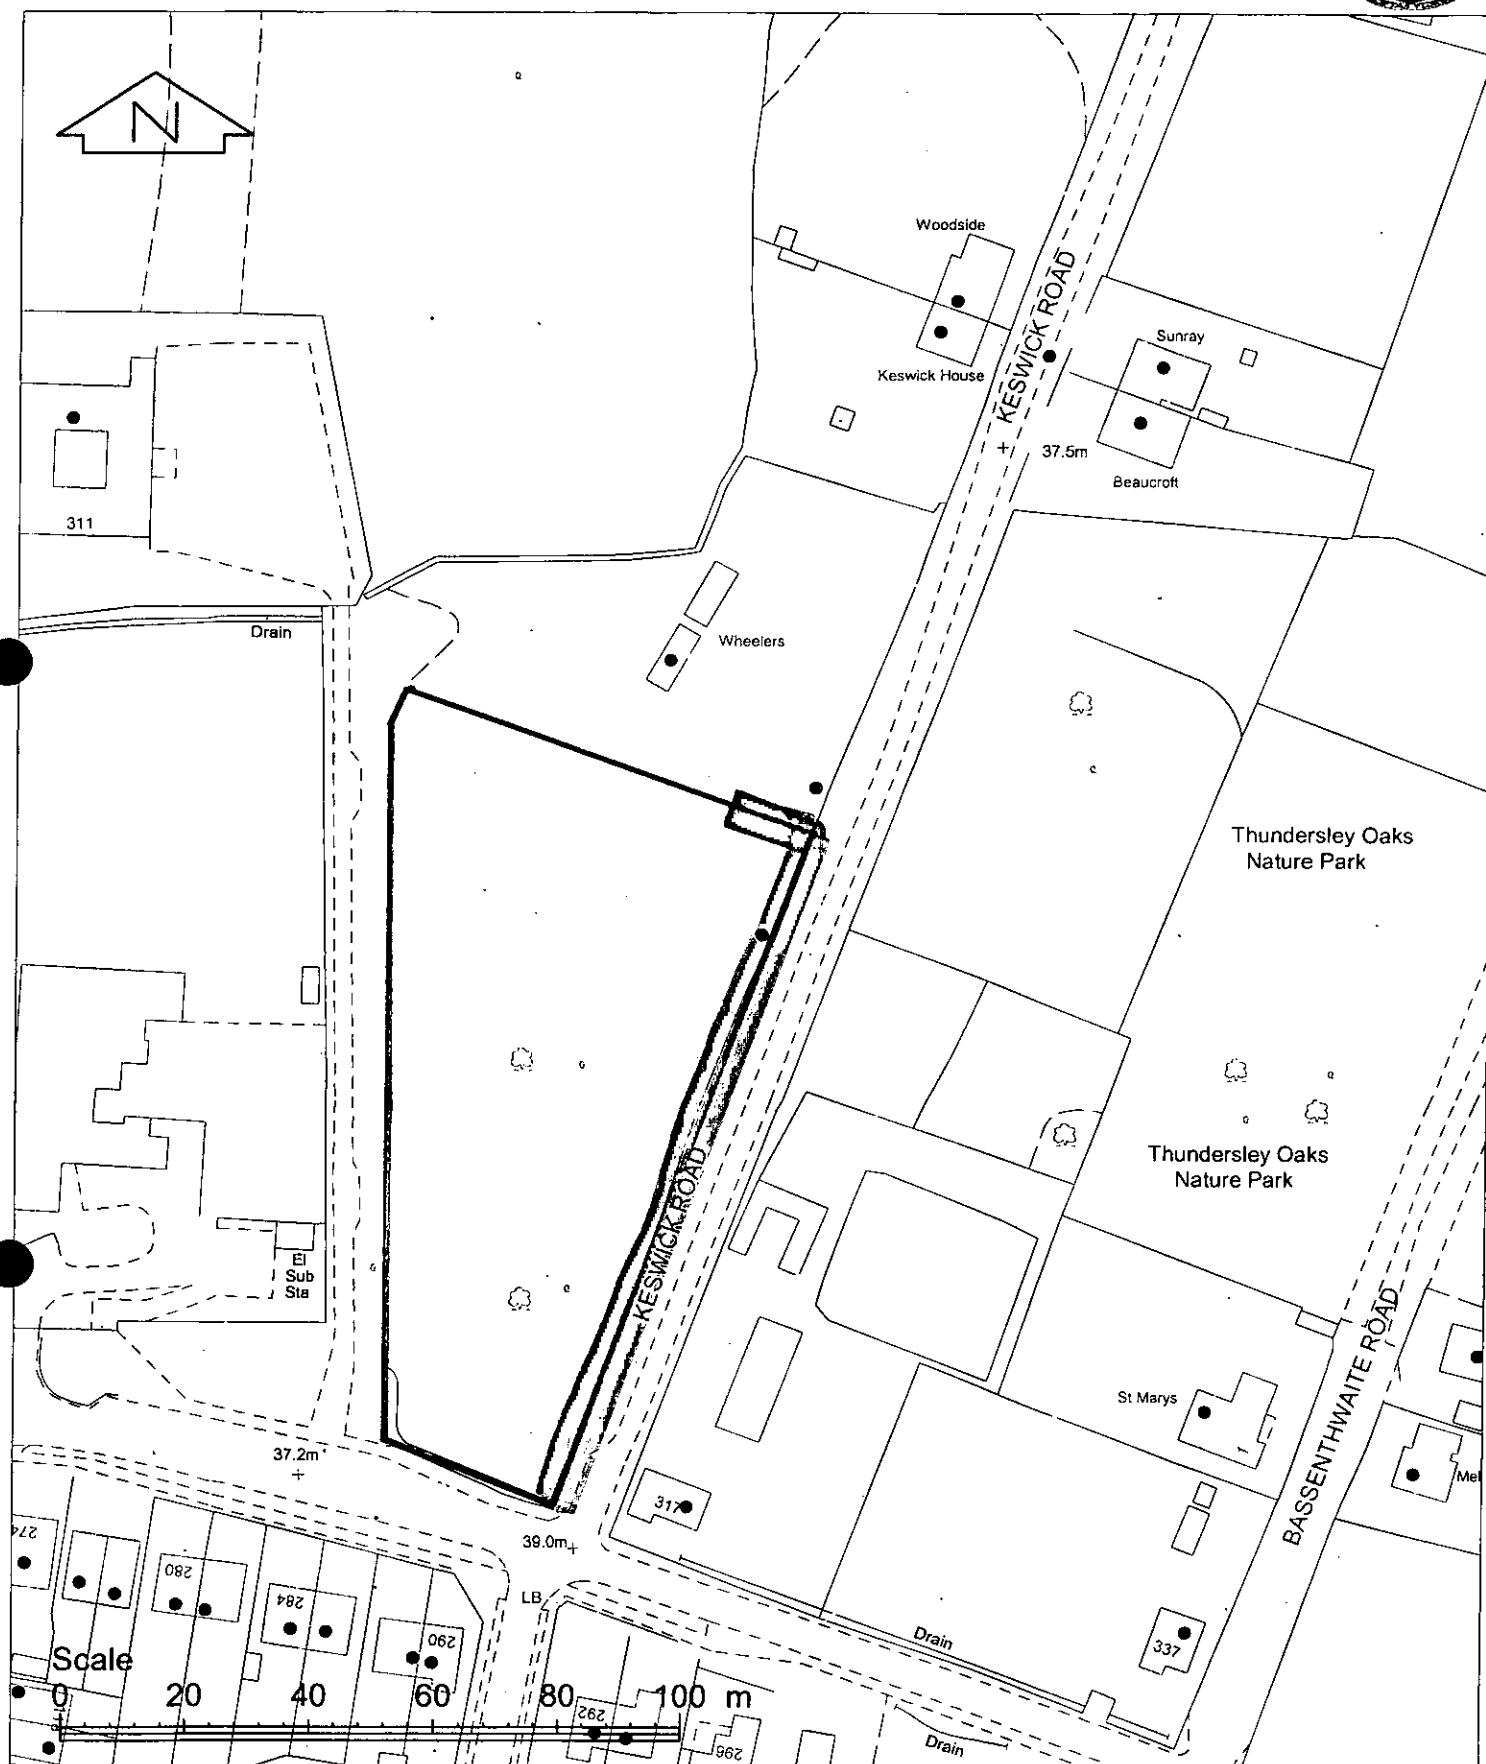 N
Woodside
KESWICK ROAD
Sunray
Keswick House
37.5m
Beaucroft
311
Drain
Wheelers
Thundersley Oaks
Nature Park
Thundersley Oaks
Nature Park
KESWICK ROAD
El
Sub
Sta
BASSENTHWAITE ROAD
St Marys
1
37.2m
Mel
317
39.0m
274
280
284
290
LB
Drain
337
Scale
0 20 40 60 80 100 m
292
296
Drain